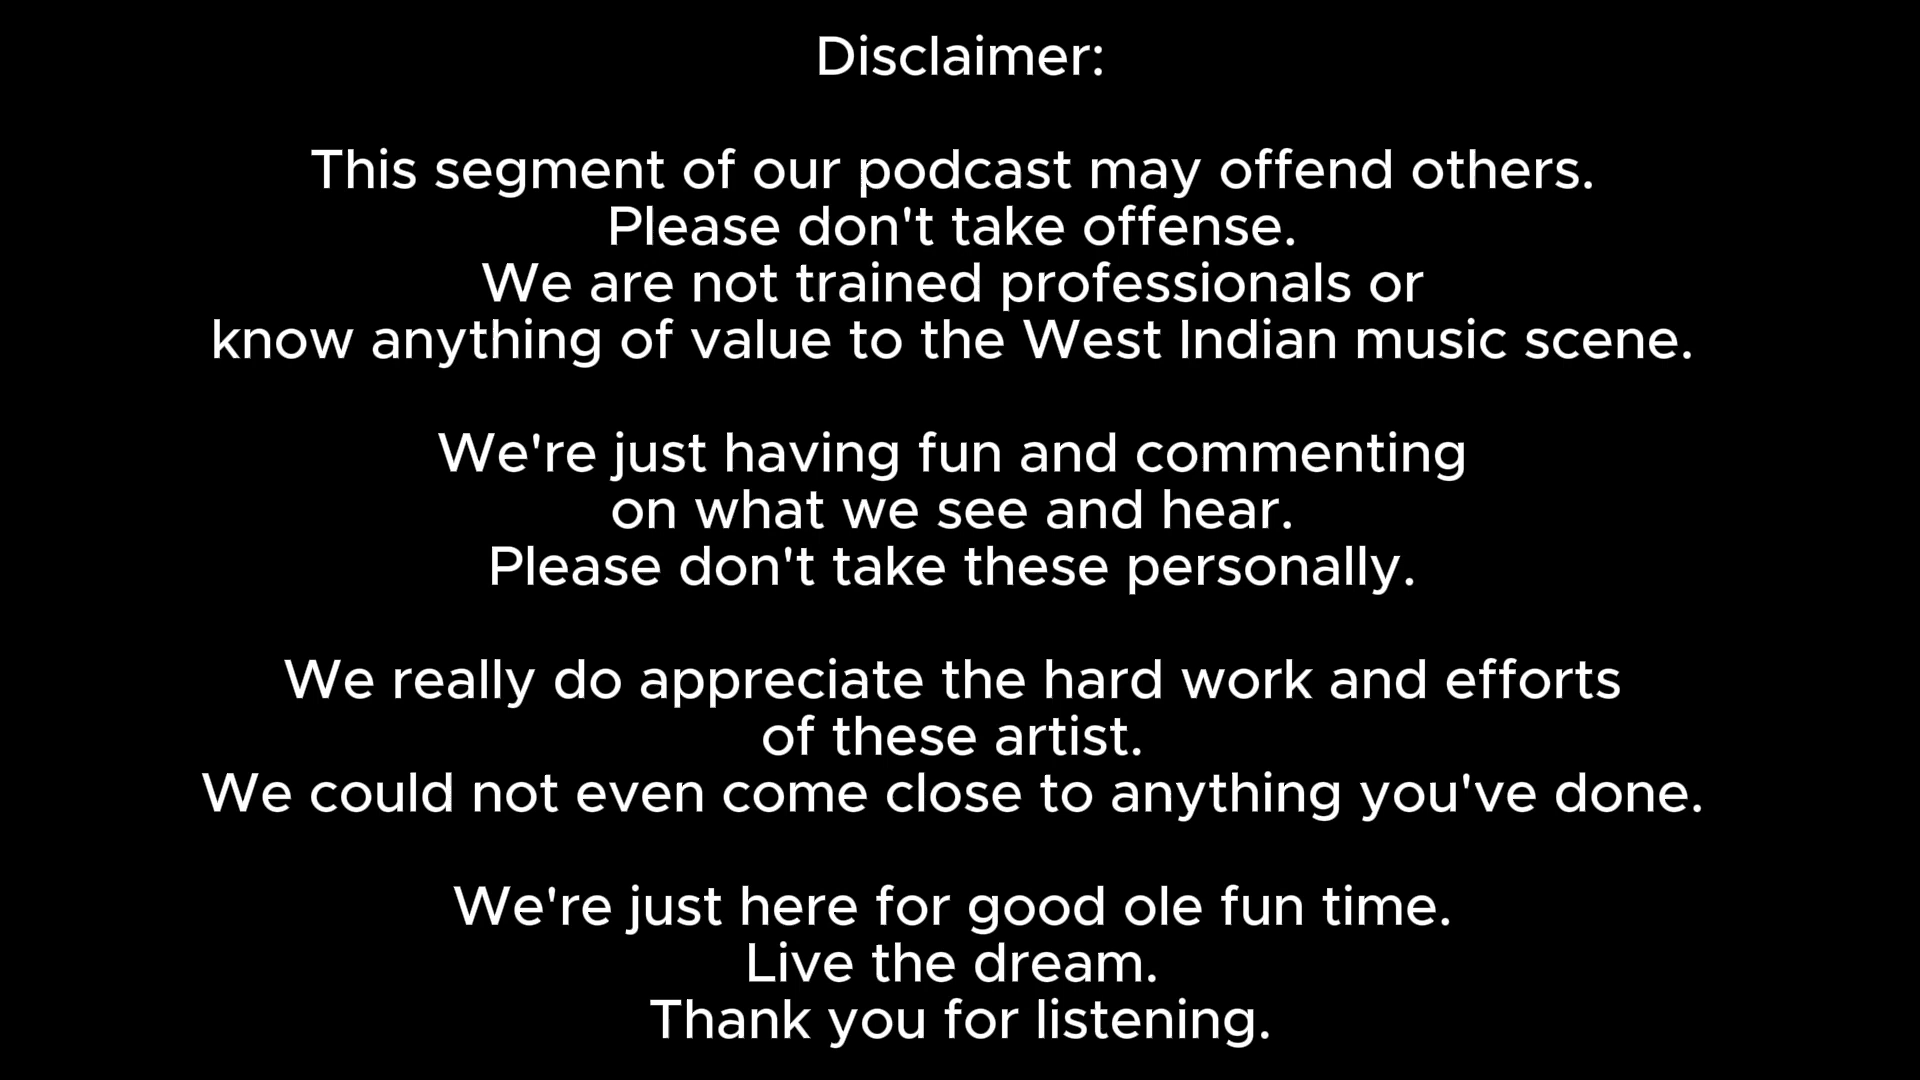 Disclaimer:
This segment of our podcast may offend others.
Please don't take offense.
We are not trained professionals or
know anything of value to the West Indian music scene.
We're just having fun and commenting
on what we see and hear.
Please don't take these personally.
We really do appreciate the hard work and efforts
of these artist.
We could not even come close to anything you've done.
We're just here for good ole fun time.
Live the dream.
Thank you for listening.